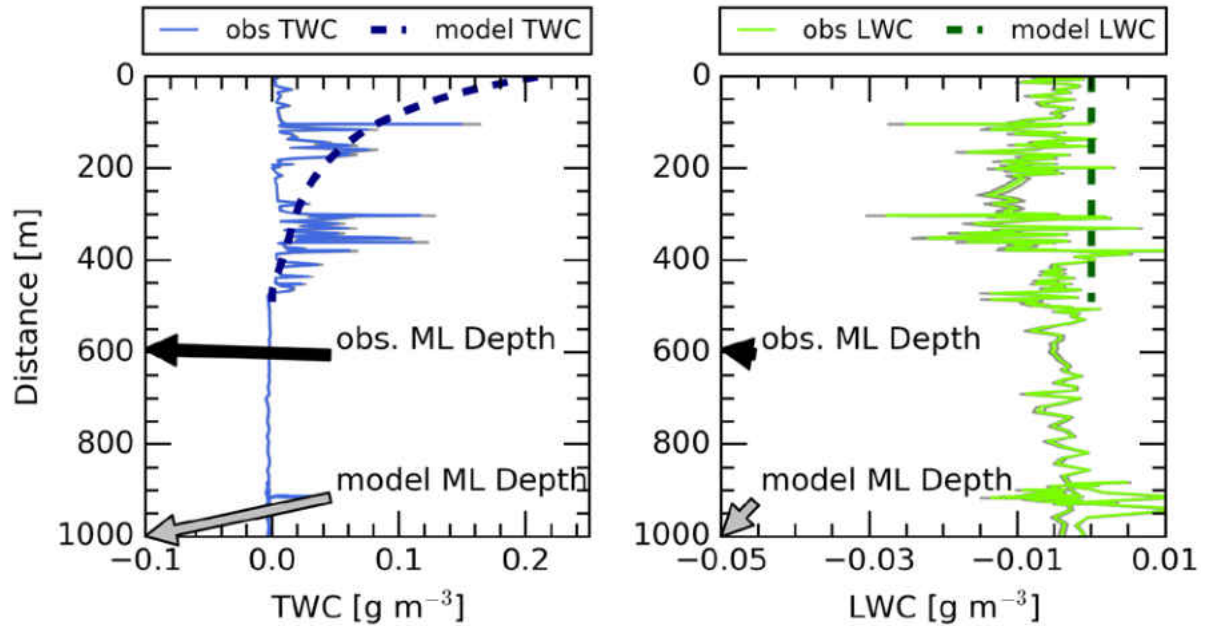 obs TWC model TWC
obs LWC model LWC
0
200
400
600
800
1000
Distance [m]
obs. ML Depth
model ML Depth
−0.1 0.0 0.1 0.2
TWC [g m⁻³]
0
200
400
600
800
1000
obs. ML Depth
model ML Depth
−0.05 −0.03 −0.01 0.01
LWC [g m⁻³]